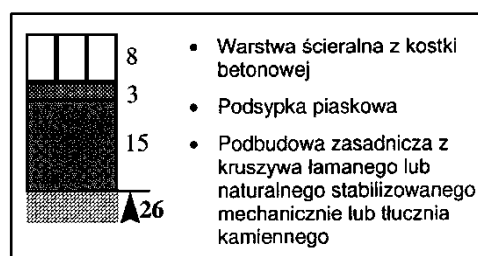 8
3
15
26
• Warstwa ścieralna z kostki
betonowej
• Podsypka piaskowa
• Podbudowa zasadnicza z
kruszywa łamanego lub
naturalnego stabilizowanego
mechanicznie lub tłucznia
kamiennego